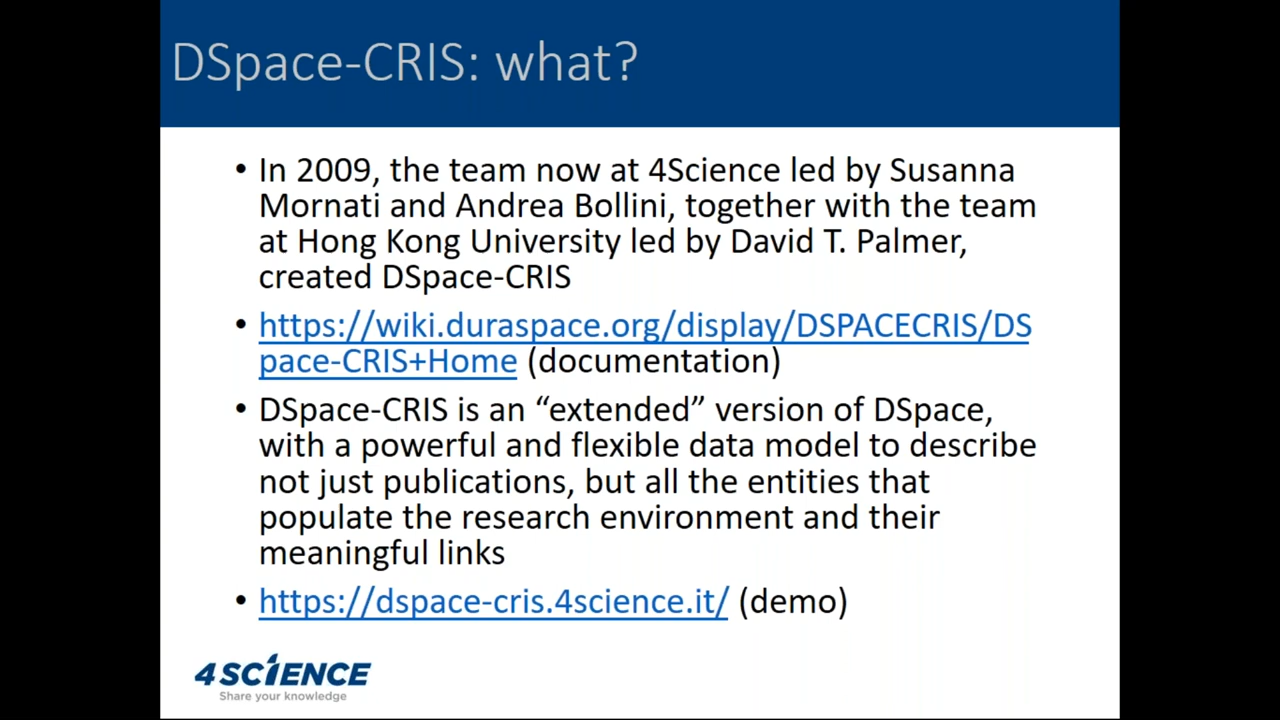 DSpace-CRIS: what?
• In 2009, the team now at 4Science led by Susanna
Mornati and Andrea Bollini, together with the team
at Hong Kong University led by David T. Palmer,
created DSpace-CRIS
• https://wiki.duraspace.org/display/DSPACECRIS/DS
pace-CRIS+Home (documentation)
• DSpace-CRIS is an “extended” version of DSpace,
with a powerful and flexible data model to describe
not just publications, but all the entities that
populate the research environment and their
meaningful links
• https://dspace-cris.4science.it/ (demo)
4SCIENCE
Share your knowledge